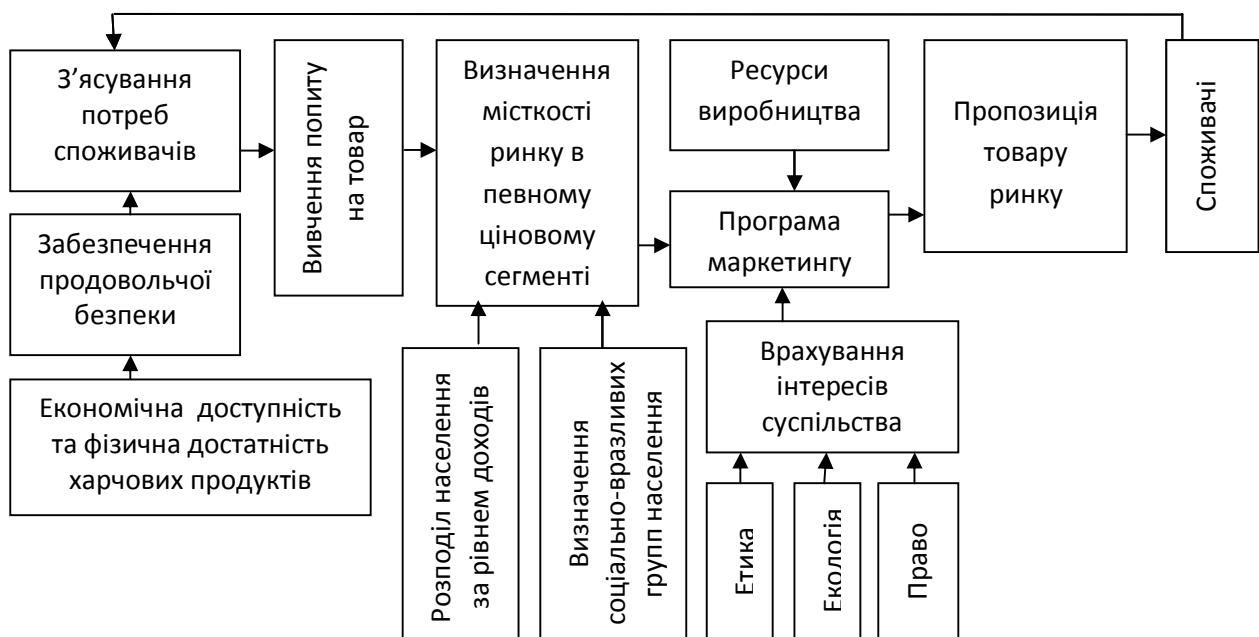 З’ясування
потреб
споживачів
Вивчення попиту
на товар
Визначення
місткості
ринку в
певному
ціновому
сегменті
Ресурси
виробництва
Пропозиція
товару
ринку
Споживачі
Забезпечення
продовольчої
безпеки
Програма
маркетингу
Економічна доступність
та фізична достатність
харчових продуктів
Розподіл населення
за рівнем доходів
Визначення
соціально-вразливих
групп населення
Врахування
інтересів
суспільства
Етика
Екологія
Право